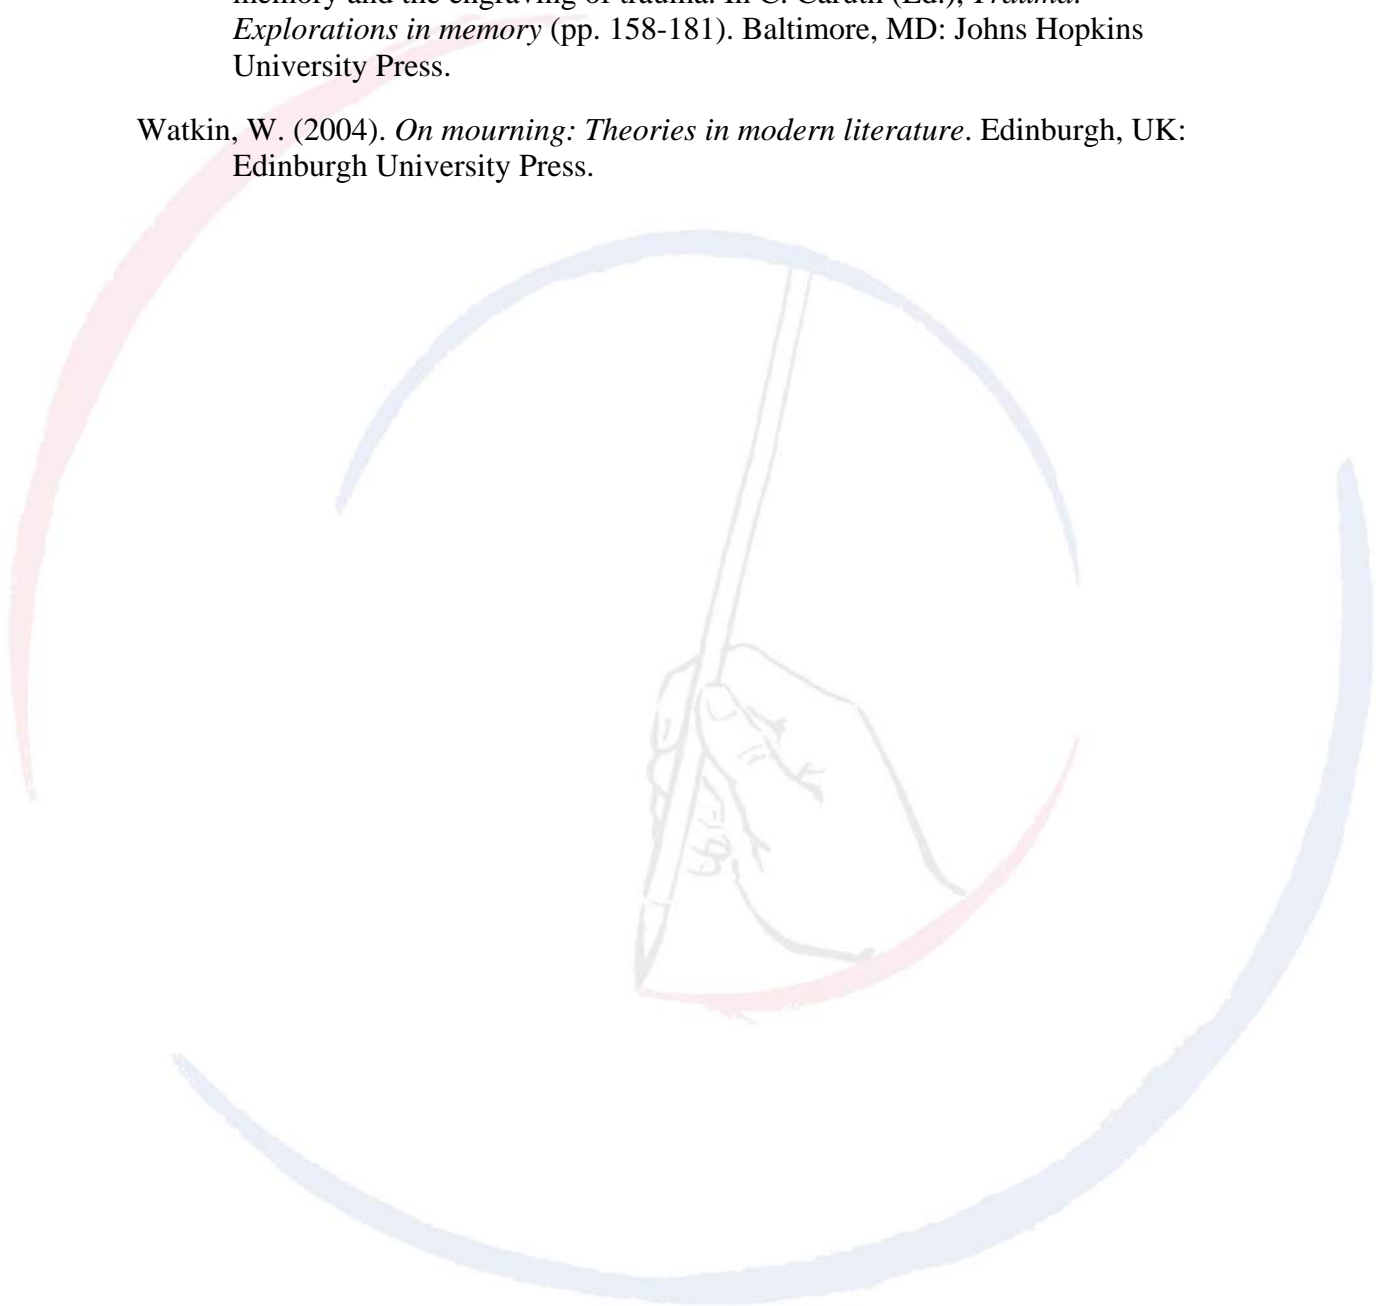 memory and the engraving of trauma. In C. Caruth (Ed.), Trauma:
Explorations in memory (pp. 158-181). Baltimore, MD: Johns Hopkins
University Press.
Watkin, W. (2004). On mourning: Theories in modern literature. Edinburgh, UK:
Edinburgh University Press.